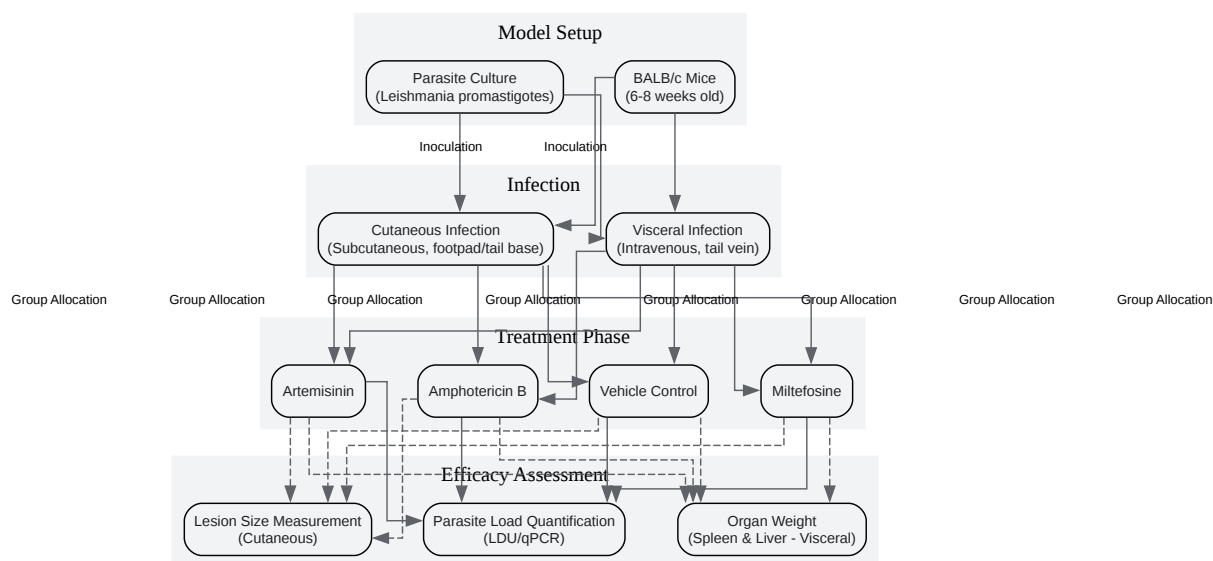 Model Setup
Parasite Culture
(Leishmania promastigotes)
BALB/c Mice
(6-8 weeks old)
Inoculation
Inoculation
Infection
Cutaneous Infection
(Subcutaneous, footpad/tail base)
Visceral Infection
(Intravenous, tail vein)
Group Allocation
Group Allocation
Group Allocation
Group Allocation
Group Allocation
Group Allocation
Group Allocation
Group Allocation
Treatment Phase
Artemisinin
Amphotericin B
Vehicle Control
Miltefosine
Efficacy Assessment
Lesion Size Measurement
(Cutaneous)
Parasite Load Quantification
(LDU/qPCR)
Organ Weight
(Spleen & Liver - Visceral)